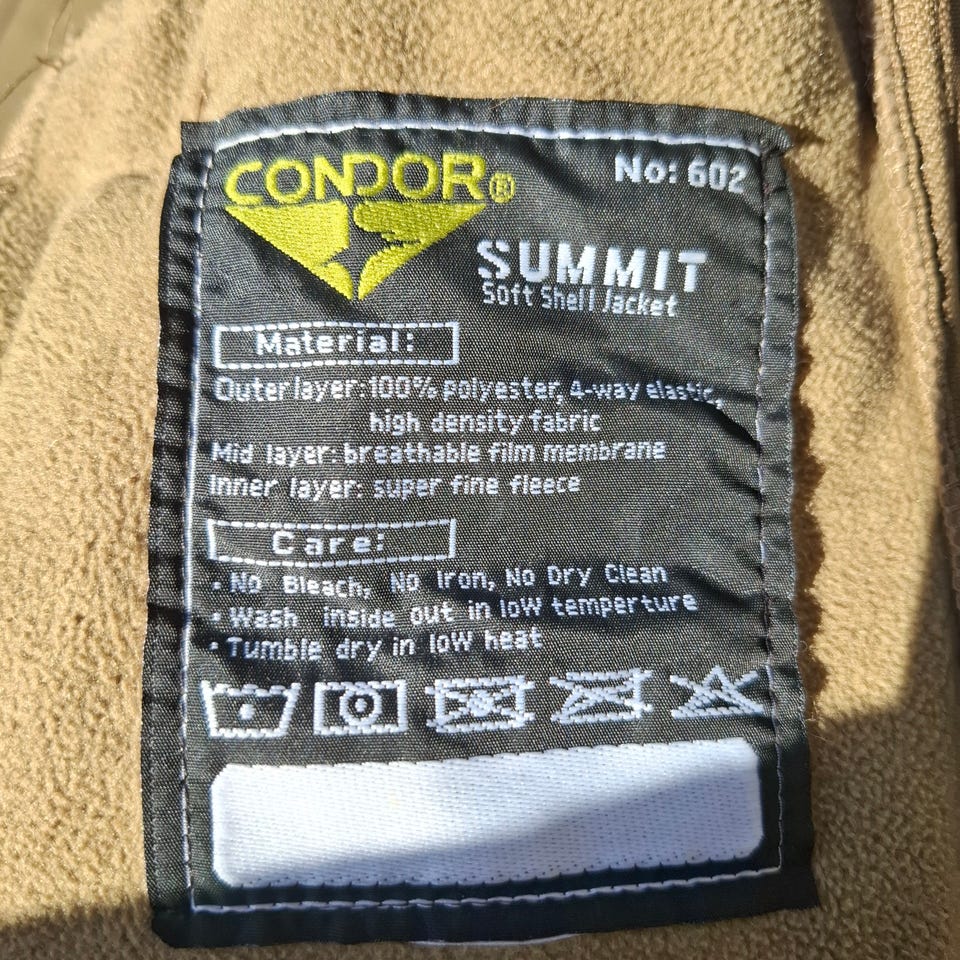 CONDOR®
No: 602
SUMMIT
Soft Shell Jacket
Material:
Outer layer: 100% polyester, 4-way elastic,
high density fabric
Mid layer: breathable film membrane
Inner layer: super fine fleece
Care:
• No Bleach, No Iron, No Dry Clean
• Wash inside out in low temperture
• Tumble dry in low heat